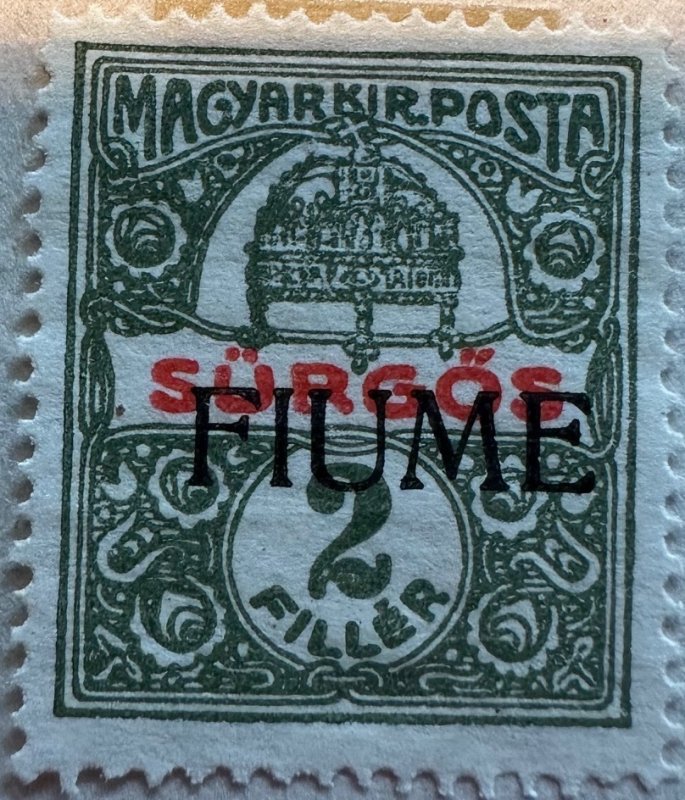 MAGYAR KIR. POSTA
SÜRGŐS
FIUME
2
FILLÉR